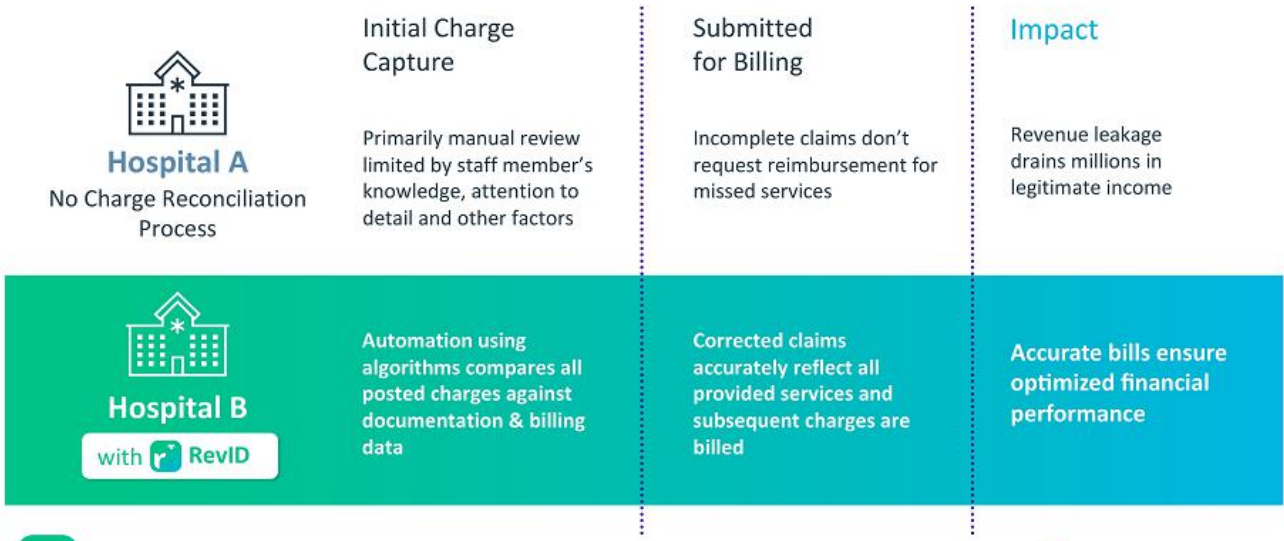 Initial Charge
Capture
Submitted
for Billing
Impact
Hospital A
No Charge Reconciliation
Process
Primarily manual review
limited by staff member's
knowledge, attention to
detail and other factors
Incomplete claims don't
request reimbursement for
missed services
Revenue leakage
drains millions in
legitimate income
Hospital B
with r RevID
Automation using
algorithms compares all
posted charges against
documentation & billing
data
Corrected claims
accurately reflect all
provided services and
subsequent charges are
billed
Accurate bills ensure
optimized financial
performance